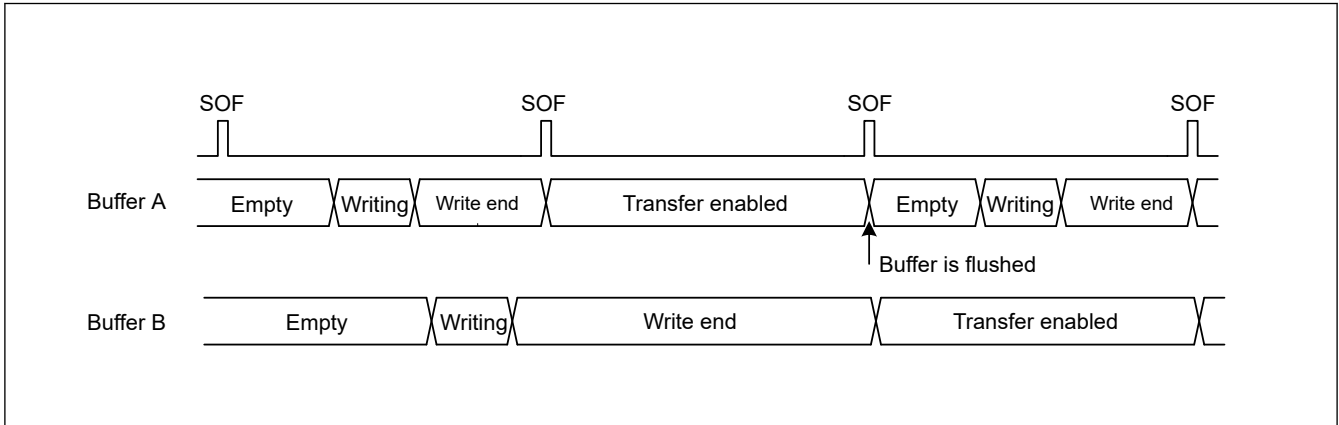 SOF SOF SOF SOF
Buffer A Empty Writing Write end Transfer enabled Empty Writing Write end
Buffer is flushed
Buffer B Empty Writing Write end Transfer enabled